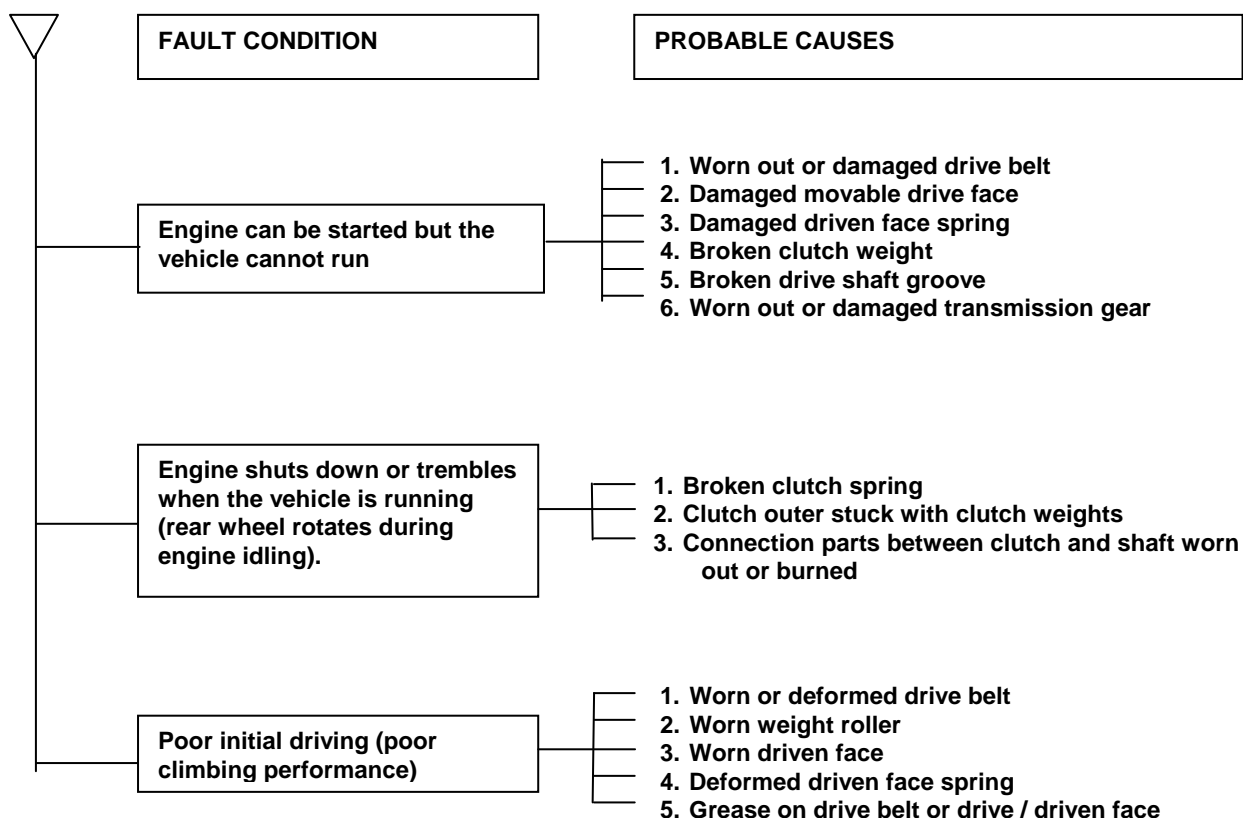 FAULT CONDITION
PROBABLE CAUSES
Engine can be started but the
vehicle cannot run
1. Worn out or damaged drive belt
2. Damaged movable drive face
3. Damaged driven face spring
4. Broken clutch weight
5. Broken drive shaft groove
6. Worn out or damaged transmission gear
Engine shuts down or trembles
when the vehicle is running
(rear wheel rotates during
engine idling).
1. Broken clutch spring
2. Clutch outer stuck with clutch weights
3. Connection parts between clutch and shaft worn
out or burned
Poor initial driving (poor
climbing performance)
1. Worn or deformed drive belt
2. Worn weight roller
3. Worn driven face
4. Deformed driven face spring
5. Grease on drive belt or drive / driven face